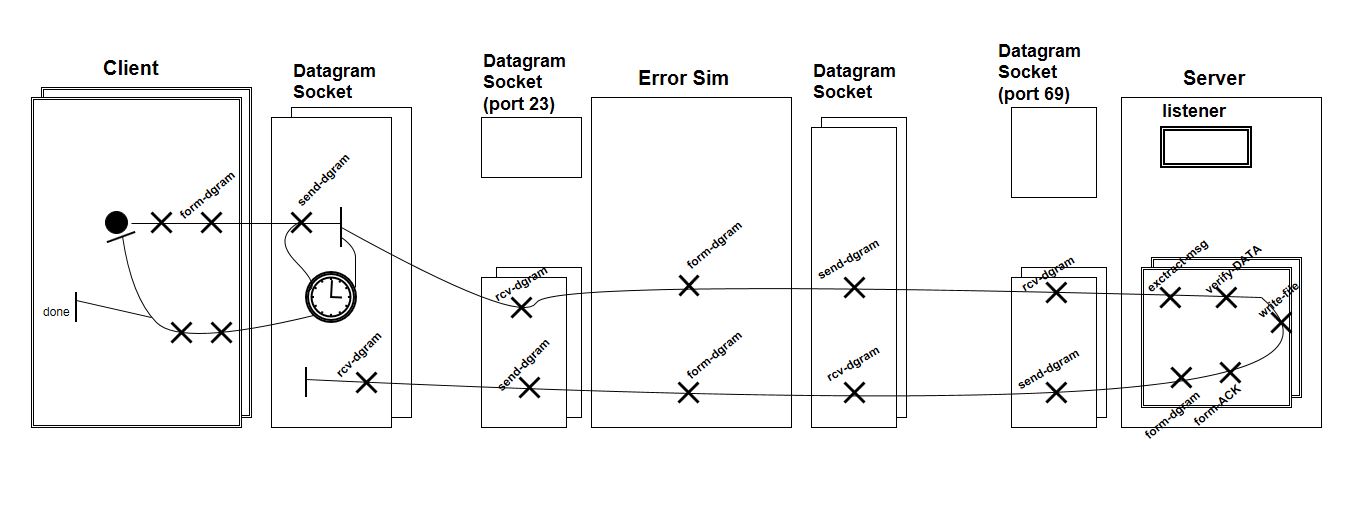 Client
Datagram
Socket
Datagram
Socket
(port 23)
Error Sim
Datagram
Socket
Datagram
Socket
(port 69)
Server
listener
form-dgram
send-dgram
rcv-dgram
form-dgram
send-dgram
rcv-dgram
exctract-msg
verify-DATA
write-file
done
rcv-dgram
send-dgram
form-dgram
rcv-dgram
send-dgram
form-dgram
form-ACK